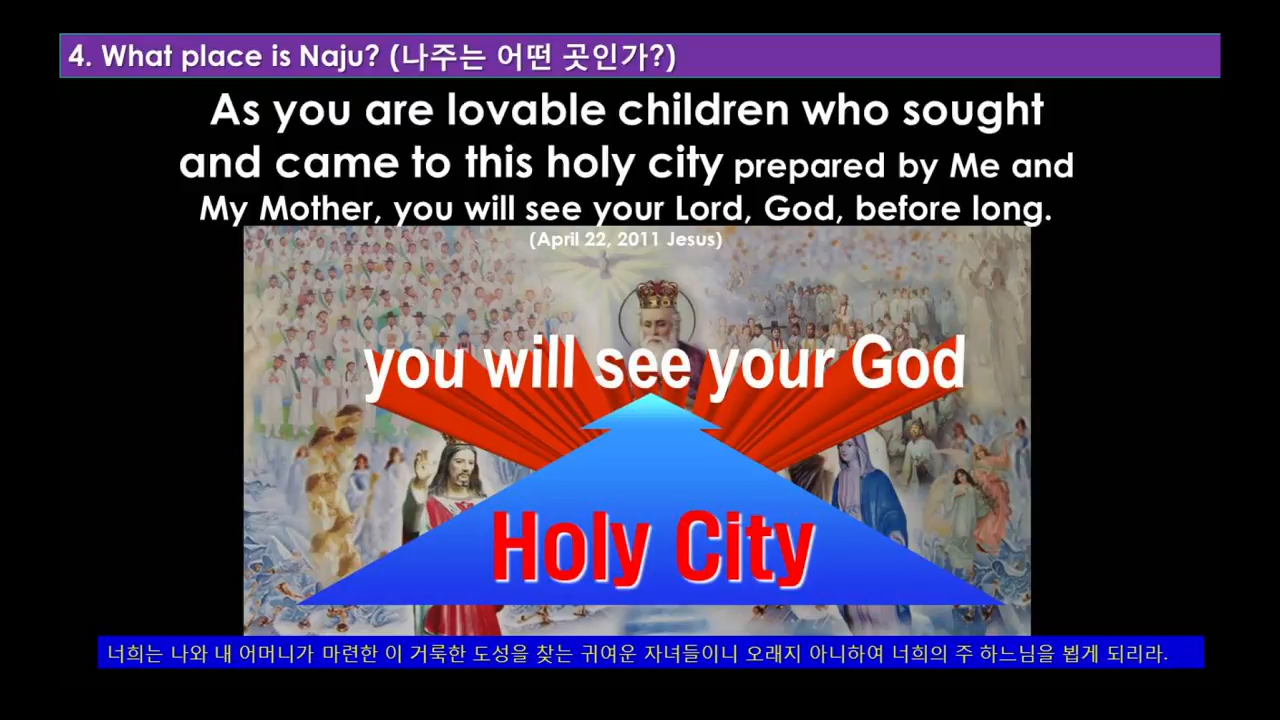 4. What place is Naju? (나주는 어떤 곳인가?)
As you are lovable children who sought
and came to this holy city prepared by Me and
My Mother, you will see your Lord, God, before long.
(April 22, 2011 Jesus)
you will see your God
Holy City
너희는 나와 내 어머니가 마련한 이 거룩한 도성을 찾는 귀여운 자녀들이니 오래지 아니하여 너희의 주 하느님을 뵙게 되리라.